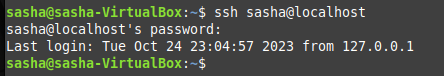 sasha@sasha-VirtualBox:~$ ssh sasha@localhost
sasha@localhost's password:
Last login: Tue Oct 24 23:04:57 2023 from 127.0.0.1
sasha@sasha-VirtualBox:~$